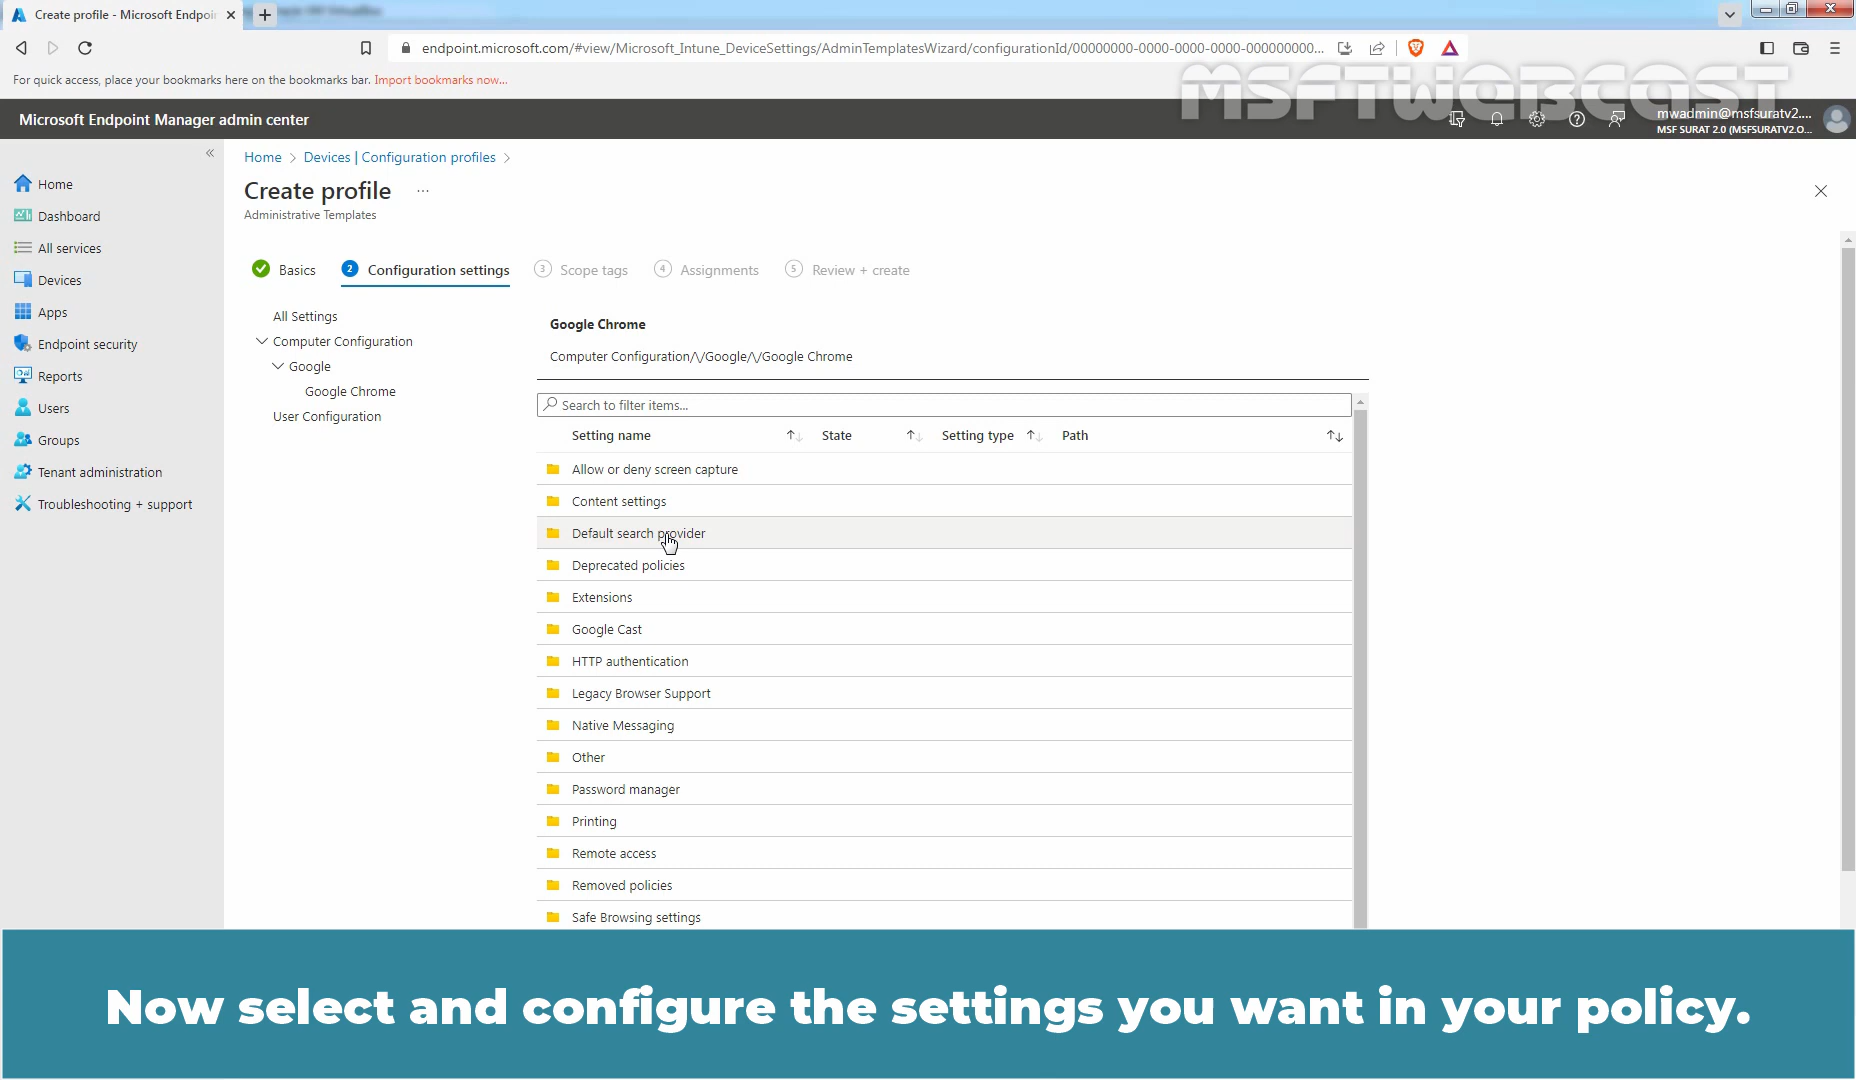 Create profile - Microsoft Endpoin
endpoint.microsoft.com/#view/Microsoft_Intune_DeviceSettings/AdminTemplatesWizard/configurationId/00000000-0000-0000-0000-000000000...
For quick access, place your bookmarks here on the bookmarks bar. Import bookmarks now...
MSFTWEBCAST
Microsoft Endpoint Manager admin center
mwadmin@msfsuratv2....
MSF SURAT 2.0 (MSFSURATV2.O...
Home
Dashboard
All services
Devices
Apps
Endpoint security
Reports
Users
Groups
Tenant administration
Troubleshooting + support
Home > Devices | Configuration profiles >
Create profile ...
Administrative Templates
Basics 2 Configuration settings 3 Scope tags 4 Assignments 5 Review + create
All Settings
Computer Configuration
Google
Google Chrome
User Configuration
Google Chrome
Computer Configuration/\/Google/\/Google Chrome
Search to filter items...
Setting name State Setting type Path
Allow or deny screen capture
Content settings
Default search provider
Deprecated policies
Extensions
Google Cast
HTTP authentication
Legacy Browser Support
Native Messaging
Other
Password manager
Printing
Remote access
Removed policies
Safe Browsing settings
Now select and configure the settings you want in your policy.